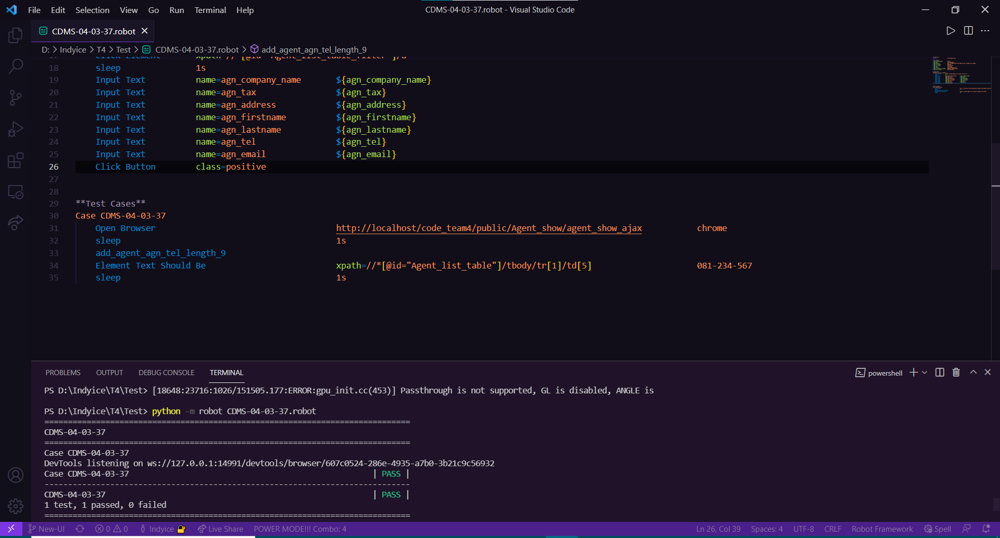 File Edit Selection View Go Run Terminal Help CDMS-04-03-37.robot - Visual Studio Code
CDMS-04-03-37.robot
D: > Indyice > T4 > Test > CDMS-04-03-37.robot > add_agent_agn_tel_length_9
18 sleep 1s
19 Input Text name=agn_company_name ${agn_company_name}
20 Input Text name=agn_tax ${agn_tax}
21 Input Text name=agn_address ${agn_address}
22 Input Text name=agn_firstname ${agn_firstname}
23 Input Text name=agn_lastname ${agn_lastname}
24 Input Text name=agn_tel ${agn_tel}
25 Input Text name=agn_email ${agn_email}
26 Click Button class=positive
27
28
29 **Test Cases**
30 Case CDMS-04-03-37
31 Open Browser http://localhost/code_team4/public/Agent_show/agent_show_ajax chrome
32 sleep 1s
33 add_agent_agn_tel_length_9
34 Element Text Should Be xpath=//*[@id="Agent_list_table"]/tbody/tr[1]/td[5] 081-234-567
35 sleep 1s
PROBLEMS OUTPUT DEBUG CONSOLE TERMINAL powershell
PS D:\Indyice\T4\Test> [18648:23716:1026/151505.177:ERROR:gpu_init.cc(453)] Passthrough is not supported, GL is disabled, ANGLE is
PS D:\Indyice\T4\Test> python -m robot CDMS-04-03-37.robot
==============================================================================
CDMS-04-03-37
==============================================================================
Case CDMS-04-03-37
DevTools listening on ws://127.0.0.1:14991/devtools/browser/607c0524-286e-4935-a7b0-3b21c9c56932
Case CDMS-04-03-37 | PASS |
------------------------------------------------------------------------------
CDMS-04-03-37 | PASS |
1 test, 1 passed, 0 failed
==============================================================================
New-UI 0 0 Indyice Live Share POWER MODE!!! Combo: 4 Ln 26, Col 39 Spaces: 4 UTF-8 CRLF Robot Framework Spell